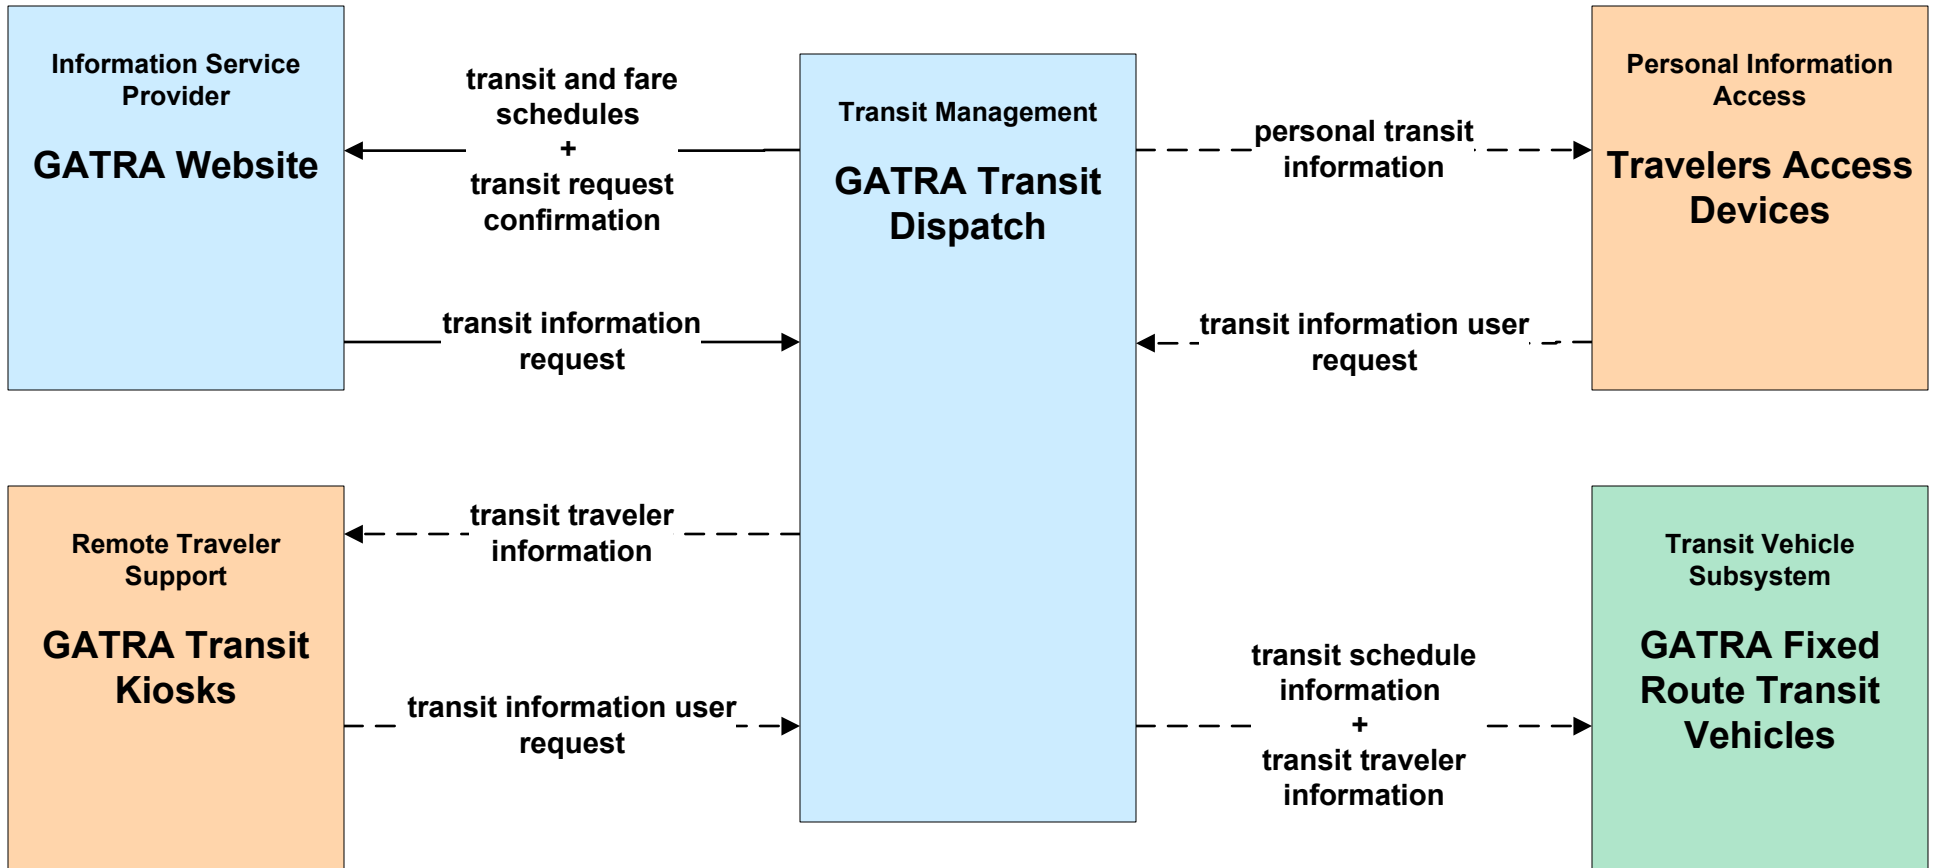 Information Service
Provider
GATRA Website
transit and fare
schedules
+
transit request
confirmation
transit information
request
Transit Management
GATRA Transit
Dispatch
personal transit
information
transit information user
request
Personal Information
Access
Travelers Access
Devices
Remote Traveler
Support
GATRA Transit
Kiosks
transit traveler
information
transit information user
request
transit schedule
information
+
transit traveler
information
Transit Vehicle
Subsystem
GATRA Fixed
Route Transit
Vehicles